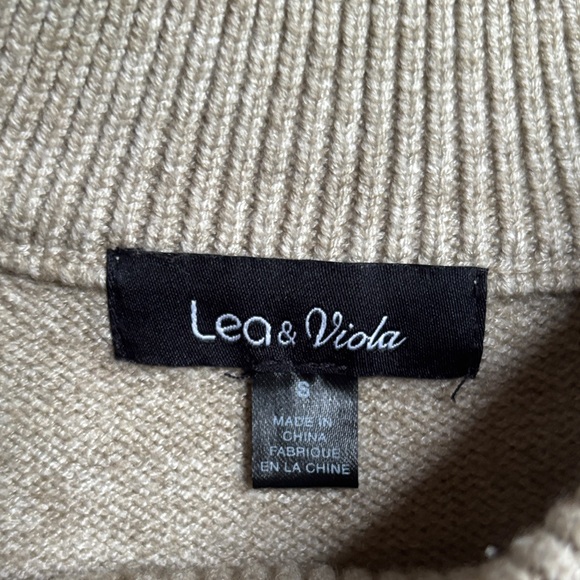 Lea & Viola
S
MADE IN
CHINA
FABRIQUE
EN LA CHINE